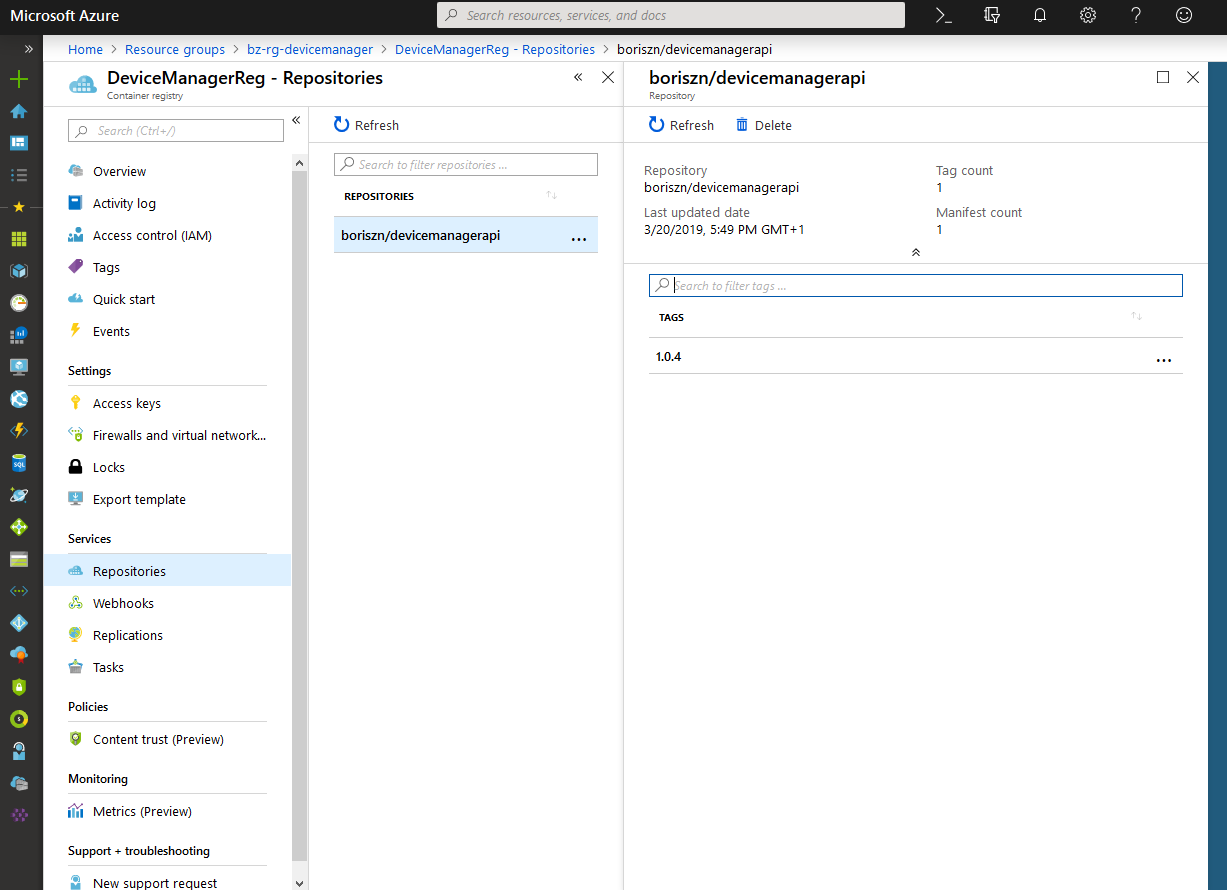 Microsoft Azure
Search resources, services, and docs
Home > Resource groups > bz-rg-devicemanager > DeviceManagerReg - Repositories > boriszn/devicemanagerapi
DeviceManagerReg - Repositories
Container registry
Search (Ctrl+/)
Overview
Activity log
Access control (IAM)
Tags
Quick start
Events
Settings
Access keys
Firewalls and virtual network...
Locks
Export template
Services
Repositories
Webhooks
Replications
Tasks
Policies
Content trust (Preview)
Monitoring
Metrics (Preview)
Support + troubleshooting
New support request
Refresh
Search to filter repositories ...
REPOSITORIES
boriszn/devicemanagerapi ...
boriszn/devicemanagerapi
Repository
Refresh Delete
Repository
boriszn/devicemanagerapi
Tag count
1
Last updated date
3/20/2019, 5:49 PM GMT+1
Manifest count
1
Search to filter tags ...
TAGS
1.0.4 ...